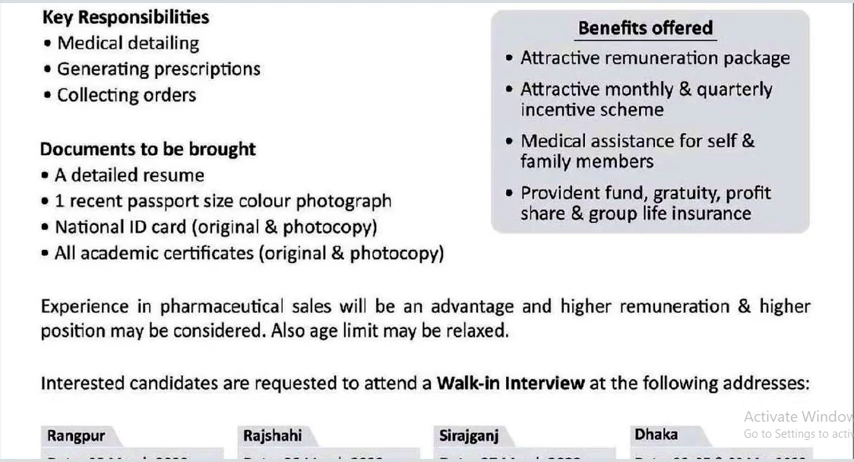 Key Responsibilities
• Medical detailing
• Generating prescriptions
• Collecting orders
Documents to be brought
• A detailed resume
• 1 recent passport size colour photograph
• National ID card (original & photocopy)
• All academic certificates (original & photocopy)
Benefits offered
• Attractive remuneration package
• Attractive monthly & quarterly
incentive scheme
• Medical assistance for self &
family members
• Provident fund, gratuity, profit
share & group life insurance
Experience in pharmaceutical sales will be an advantage and higher remuneration & higher
position may be considered. Also age limit may be relaxed.
Interested candidates are requested to attend a Walk-in Interview at the following addresses:
Rangpur
Rajshahi
Sirajganj
Dhaka
Activate Window
Go to Settings to activ